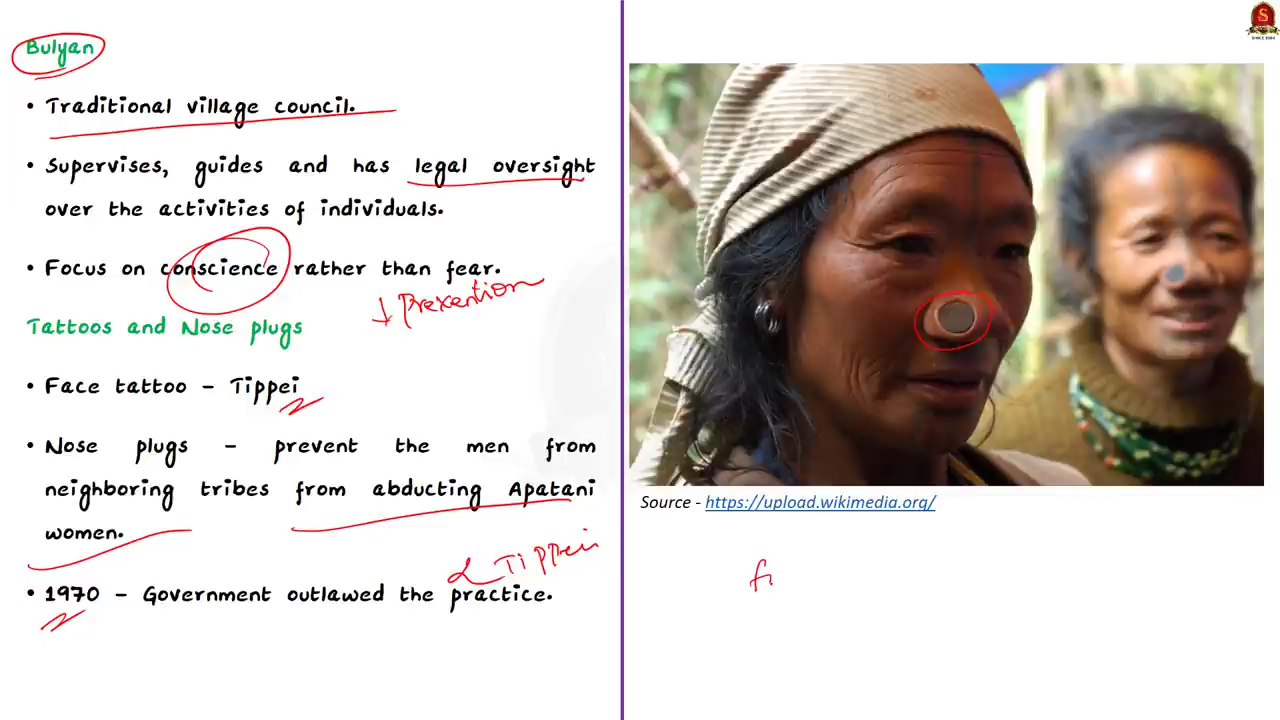 Bulyan
• Traditional village council.
• Supervises, guides and has legal oversight
over the activities of individuals.
• Focus on conscience rather than fear.
↓ Prevention
Tattoos and Nose plugs
• Face tattoo – Tippei
• Nose plugs – prevent the men from
neighboring tribes from abducting Apatani
women.
Tippei
• 1970 – Government outlawed the practice.
S
SINCE 2004
Source - https://upload.wikimedia.org/